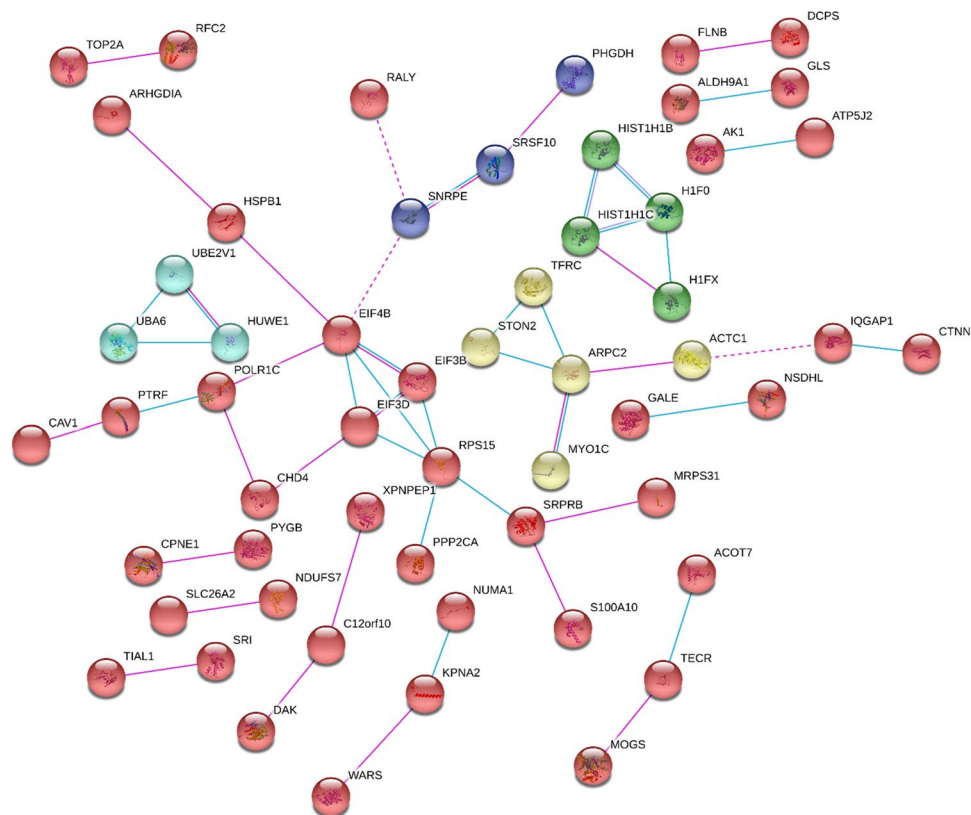 DCPS
RFC2
FLNB
TOP2A
PHGDH
GLS
RALY
ALDH9A1
ARHGDIA
ATP5J2
HIST1H1B
AK1
SRSF10
H1F0
SNRPE
HSPB1
HIST1H1C
UBE2V1
TFRC
H1FX
EIF4B
UBA6
HUWE1
STON2
IQGAP1
CTNN
ACTC1
ARPC2
EIF3B
POLR1C
NSDHL
PTRF
EIF3D
GALE
CAV1
RPS15
MYO1C
CHD4
MRPS31
XPNPEP1
SRPRB
PYGB
CPNE1
PPP2CA
ACOT7
NDUFS7
SLC26A2
NUMA1
S100A10
C12orf10
SRI
TIAL1
TECR
KPNA2
DAK
MOGS
WARS